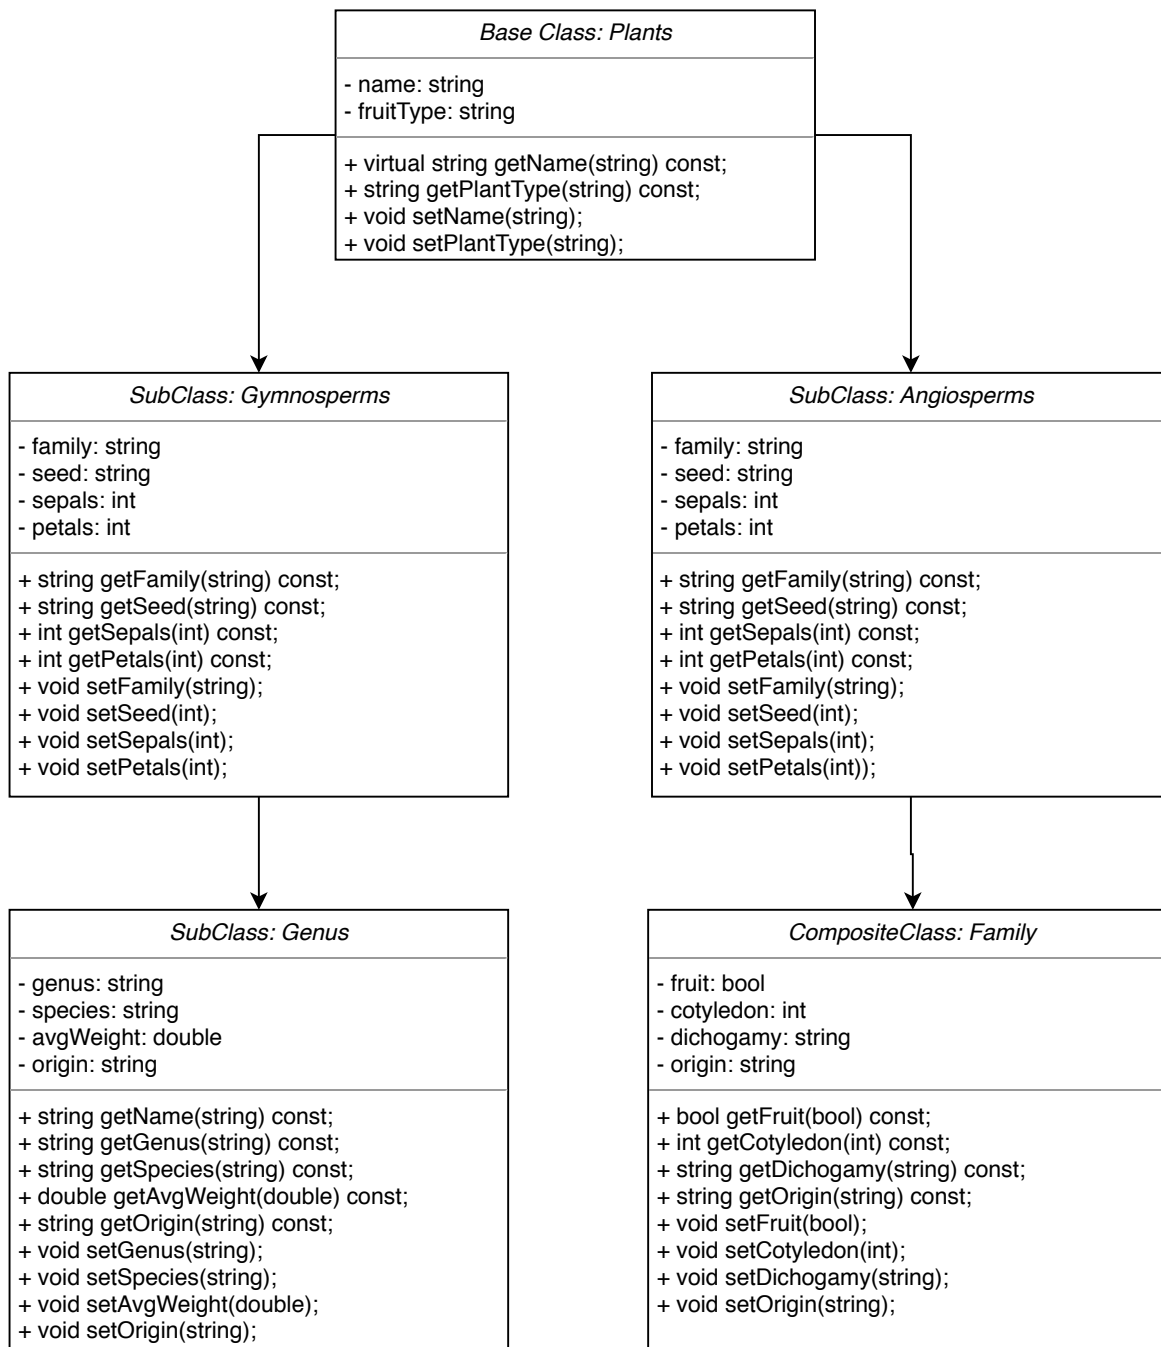 Base Class: Plants
- name: string
- fruitType: string
+ virtual string getName(string) const;
+ string getPlantType(string) const;
+ void setName(string);
+ void setPlantType(string);
SubClass: Gymnosperms
- family: string
- seed: string
- sepals: int
- petals: int
+ string getFamily(string) const;
+ string getSeed(string) const;
+ int getSepals(int) const;
+ int getPetals(int) const;
+ void setFamily(string);
+ void setSeed(int);
+ void setSepals(int);
+ void setPetals(int);
SubClass: Angiosperms
- family: string
- seed: string
- sepals: int
- petals: int
+ string getFamily(string) const;
+ string getSeed(string) const;
+ int getSepals(int) const;
+ int getPetals(int) const;
+ void setFamily(string);
+ void setSeed(int);
+ void setSepals(int);
+ void setPetals(int));
SubClass: Genus
- genus: string
- species: string
- avgWeight: double
- origin: string
+ string getName(string) const;
+ string getGenus(string) const;
+ string getSpecies(string) const;
+ double getAvgWeight(double) const;
+ string getOrigin(string) const;
+ void setGenus(string);
+ void setSpecies(string);
+ void setAvgWeight(double);
+ void setOrigin(string);
CompositeClass: Family
- fruit: bool
- cotyledon: int
- dichogamy: string
- origin: string
+ bool getFruit(bool) const;
+ int getCotyledon(int) const;
+ string getDichogamy(string) const;
+ string getOrigin(string) const;
+ void setFruit(bool);
+ void setCotyledon(int);
+ void setDichogamy(string);
+ void setOrigin(string);